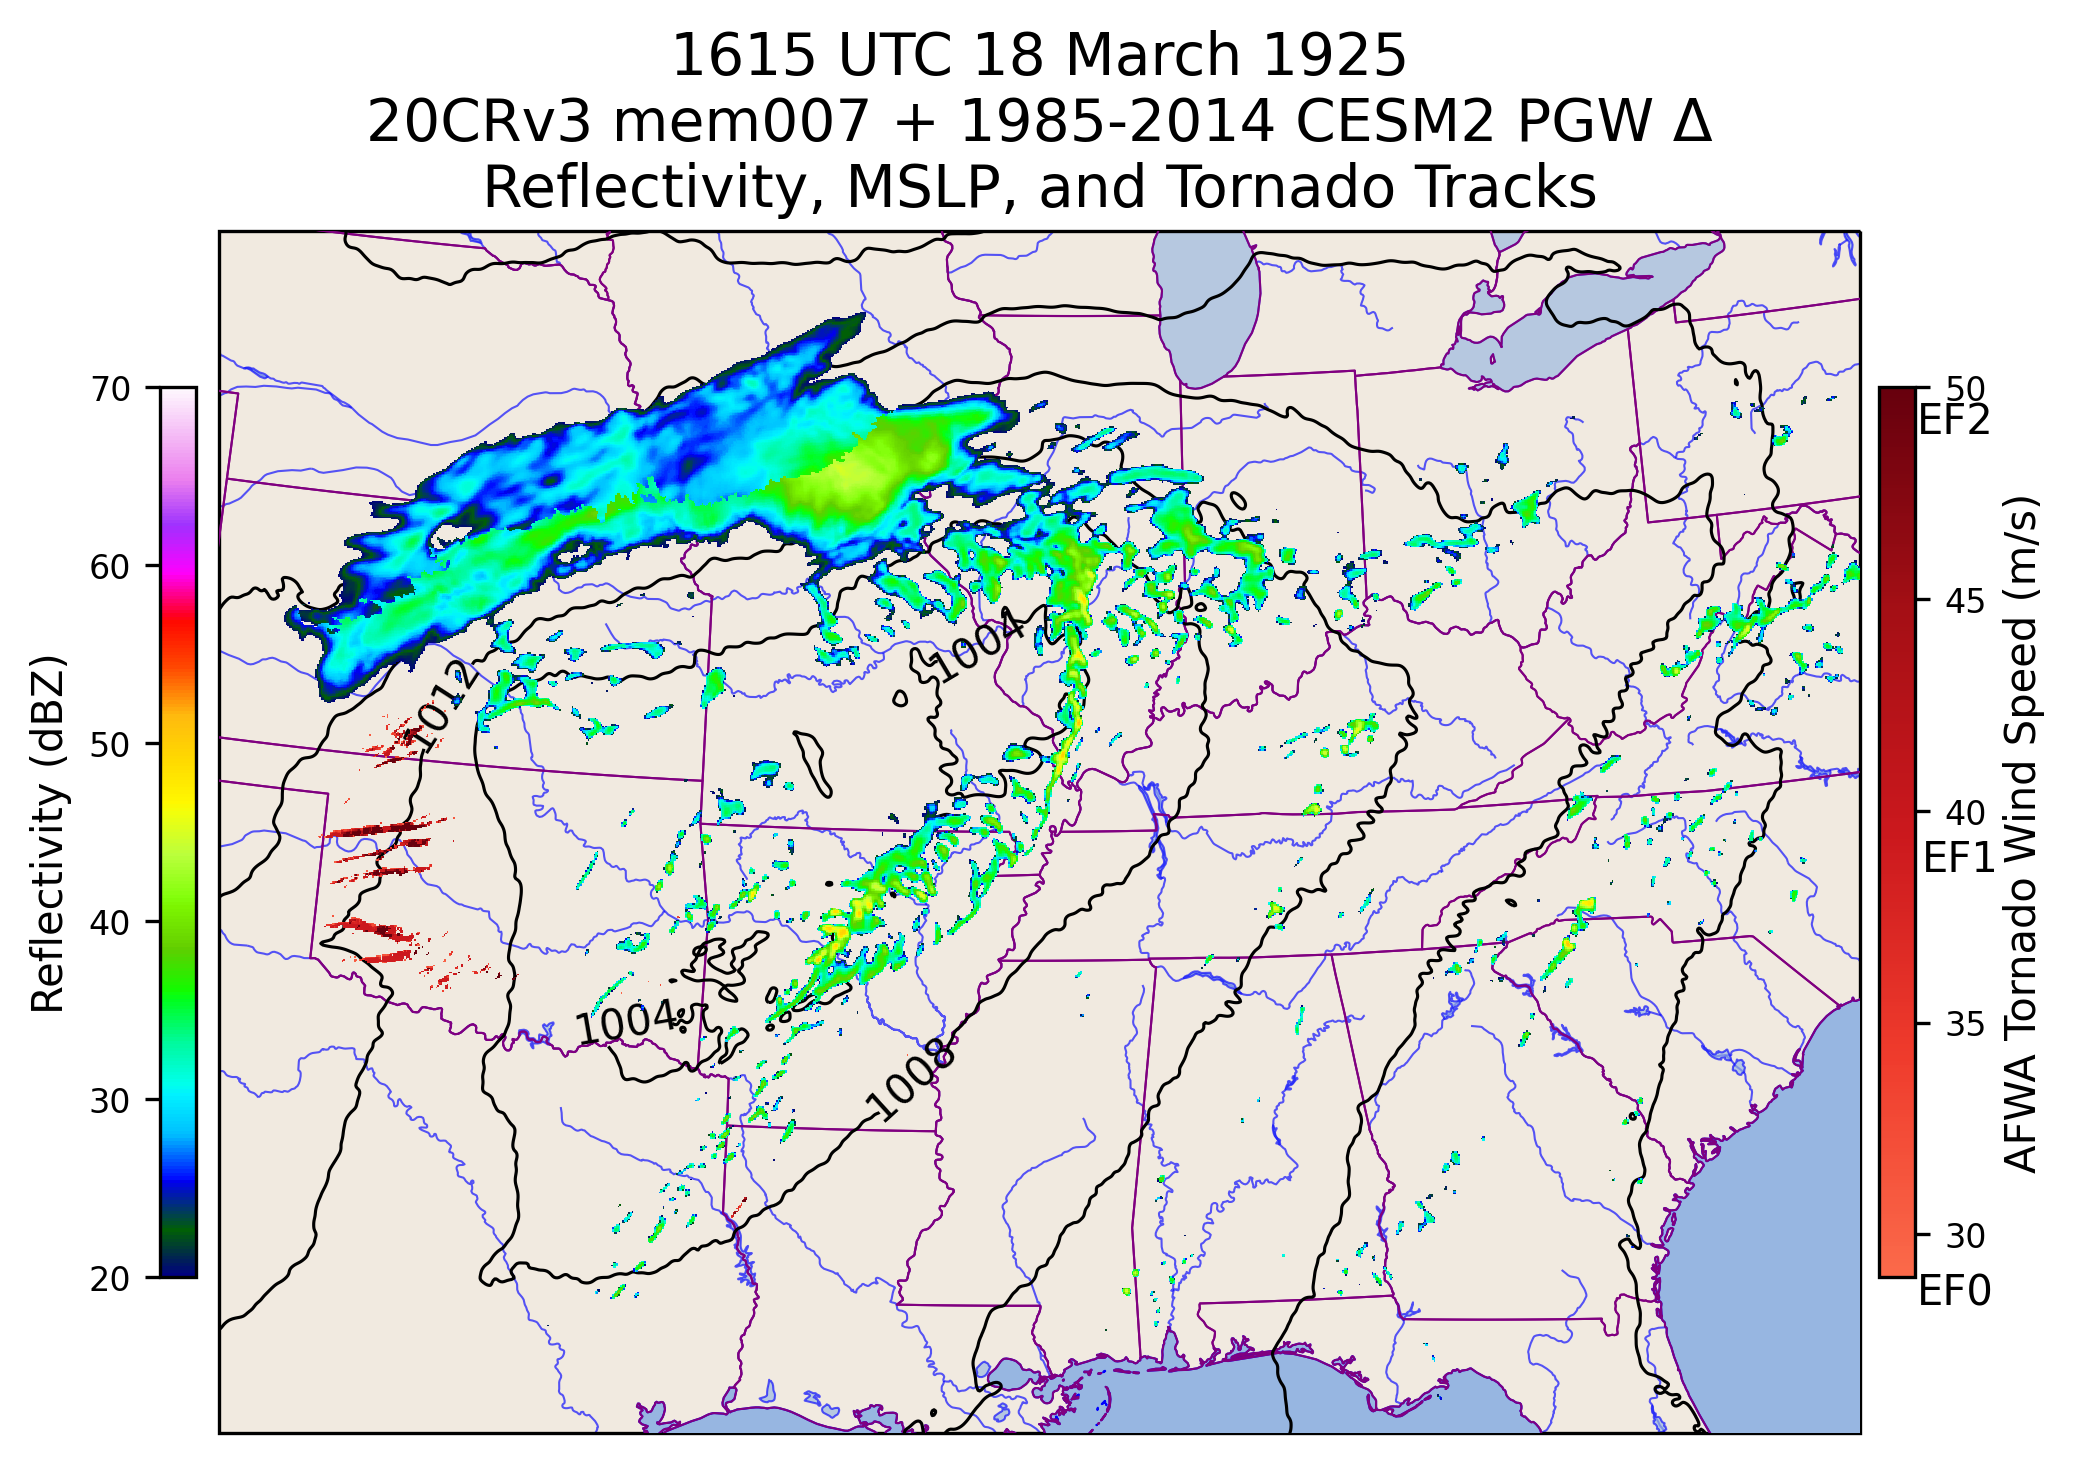 1615 UTC 18 March 1925
20CRv3 mem007 + 1985-2014 CESM2 PGW Δ
Reflectivity, MSLP, and Tornado Tracks
70
60
50
40
30
20
Reflectivity (dBZ)
1012
1004
1004
1008
50
EF2
45
40
EF1
35
30
EF0
AFWA Tornado Wind Speed (m/s)